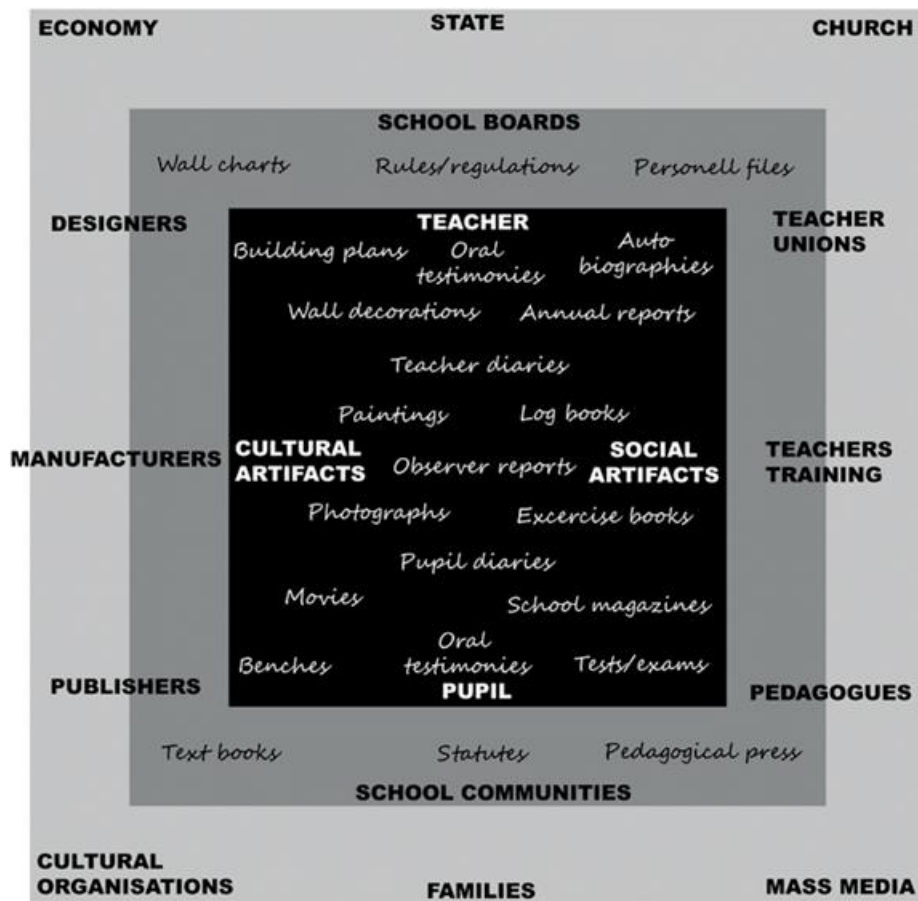 ECONOMY
STATE
CHURCH
SCHOOL BOARDS
Wall charts
Rules/regulations
Personell files
DESIGNERS
TEACHER
TEACHER
UNIONS
Building plans
Oral
testimonies
Auto
biographies
Wall decorations
Annual reports
Teacher diaries
Paintings
Log books
MANUFACTURERS
CULTURAL
ARTIFACTS
Observer reports
SOCIAL
ARTIFACTS
TEACHERS
TRAINING
Photographs
Excercise books
Pupil diaries
Movies
School magazines
Benches
Oral
testimonies
Tests/exams
PUBLISHERS
PUPIL
PEDAGOGUES
Text books
Statutes
Pedagogical press
SCHOOL COMMUNITIES
CULTURAL
ORGANISATIONS
FAMILIES
MASS MEDIA